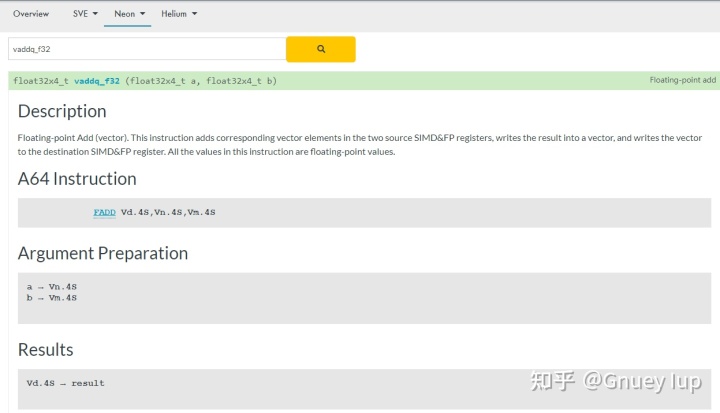 Overview SVE Neon Helium
vaddq_f32
float32x4_t vaddq_f32 (float32x4_t a, float32x4_t b) Floating-point add
Description
Floating-point Add (vector). This instruction adds corresponding vector elements in the two source SIMD&FP registers, writes the result into a vector, and writes the vector
to the destination SIMD&FP register. All the values in this instruction are floating-point values.
A64 Instruction
FADD Vd.4S,Vn.4S,Vm.4S
Argument Preparation
a → Vn.4S
b → Vm.4S
Results
Vd.4S → result
知乎 @Gnuey Iup